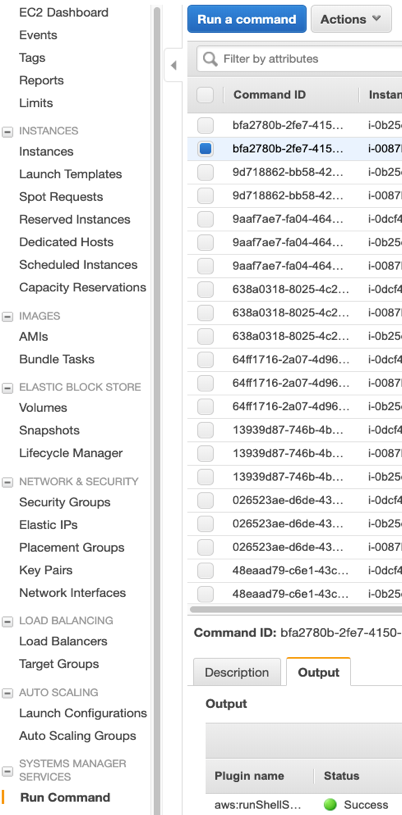 EC2 Dashboard
Events
Tags
Reports
Limits
INSTANCES
Instances
Launch Templates
Spot Requests
Reserved Instances
Dedicated Hosts
Scheduled Instances
Capacity Reservations
IMAGES
AMIs
Bundle Tasks
ELASTIC BLOCK STORE
Volumes
Snapshots
Lifecycle Manager
NETWORK & SECURITY
Security Groups
Elastic IPs
Placement Groups
Key Pairs
Network Interfaces
LOAD BALANCING
Load Balancers
Target Groups
AUTO SCALING
Launch Configurations
Auto Scaling Groups
SYSTEMS MANAGER
SERVICES
Run Command
Run a command Actions
Filter by attributes
Command ID Instan
bfa2780b-2fe7-415... i-0b25
bfa2780b-2fe7-415... i-0087
9d718862-bb58-42... i-0b25
9d718862-bb58-42... i-0087
9aaf7ae7-fa04-464... i-0dcf4
9aaf7ae7-fa04-464... i-0b25
9aaf7ae7-fa04-464... i-0087
638a0318-8025-4c2... i-0dcf4
638a0318-8025-4c2... i-0087
638a0318-8025-4c2... i-0b25
64ff1716-2a07-4d96... i-0dcf4
64ff1716-2a07-4d96... i-0087
64ff1716-2a07-4d96... i-0b25
13939d87-746b-4b... i-0dcf4
13939d87-746b-4b... i-0087
13939d87-746b-4b... i-0b25
026523ae-d6de-43... i-0dcf4
026523ae-d6de-43... i-0b25
026523ae-d6de-43... i-0087
48eaad79-c6e1-43c... i-0dcf4
48eaad79-c6e1-43c... i-0b25
Command ID: bfa2780b-2fe7-4150-
Description Output
Output
Plugin name Status
aws:runShellS... Success